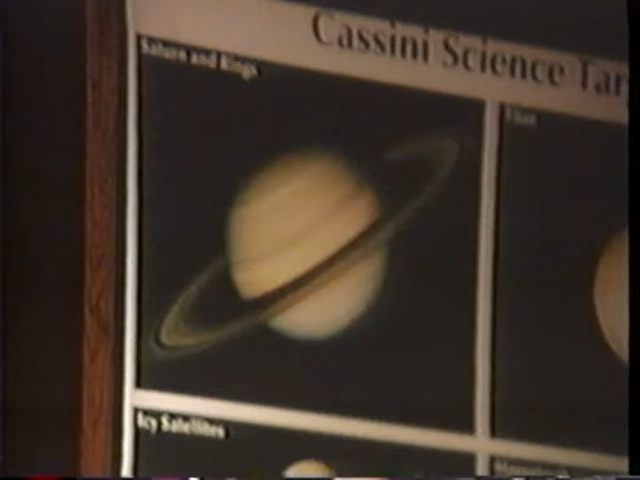 Cassini Science Tar
Saturn and Rings
Titan
Icy Satellites